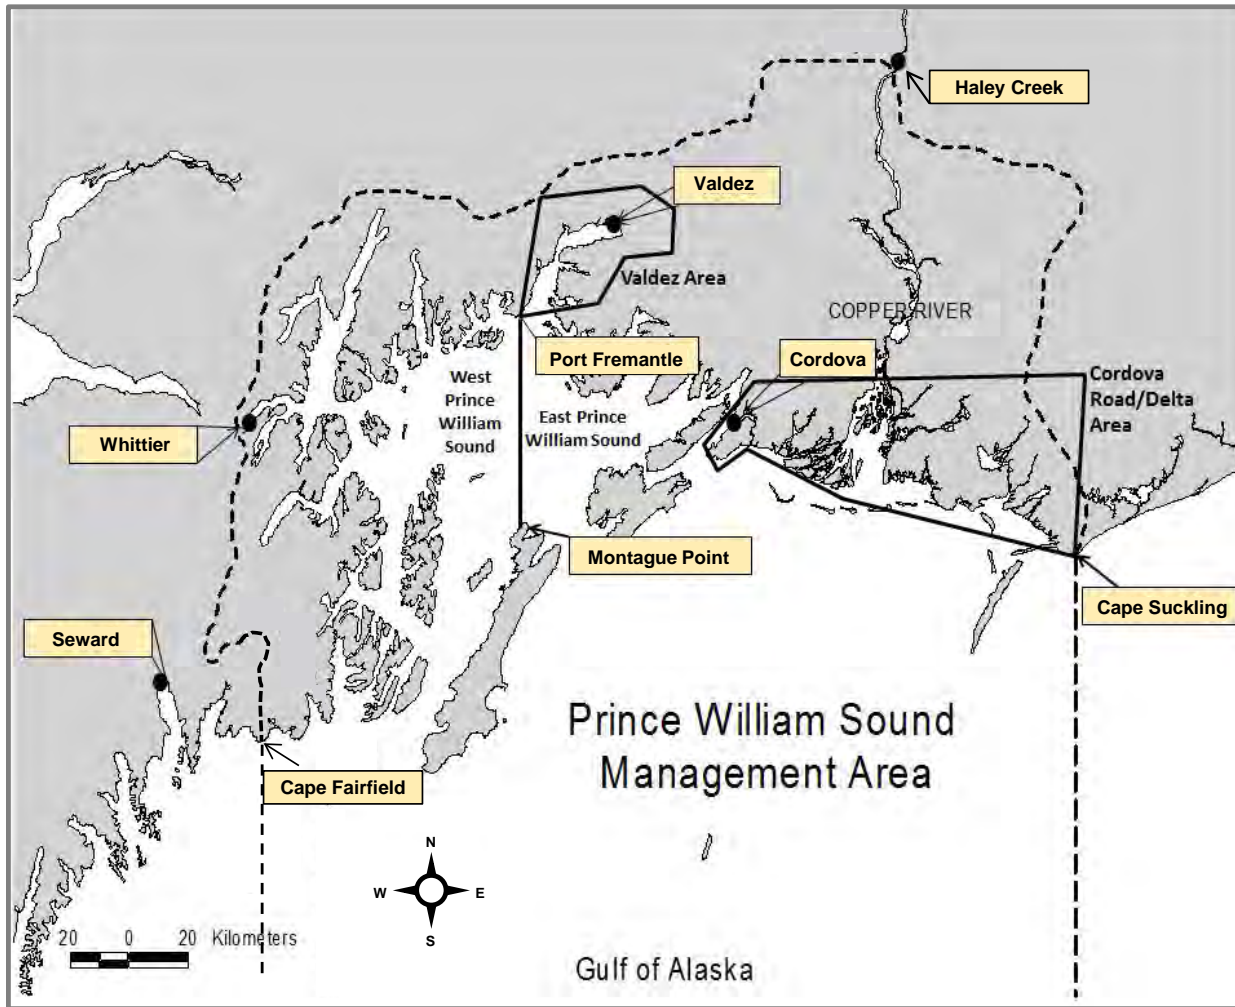 Haley Creek
Valdez
Valdez Area
COPPER RIVER
Port Fremantle
Cordova
West
Prince
William
Sound
East Prince
William Sound
Cordova
Road/Delta
Area
Whittier
Montague Point
Cape Suckling
Seward
Prince William Sound
Management Area
Cape Fairfield
N
W
E
S
20 0 20 Kilometers
Gulf of Alaska